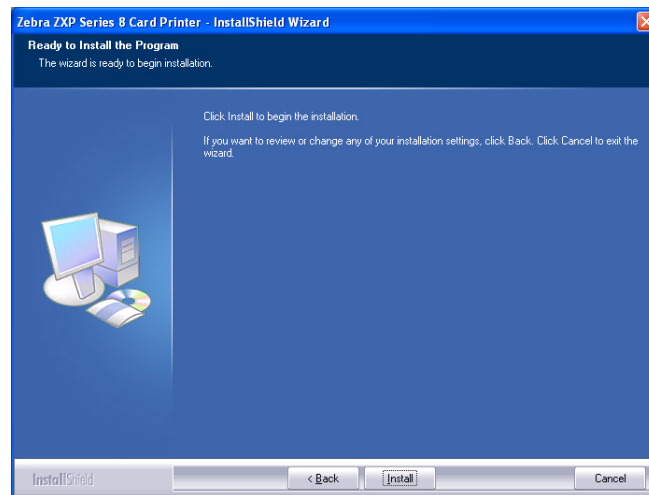 Zebra ZXP Series 8 Card Printer - InstallShield Wizard
Ready to Install the Program
The wizard is ready to begin installation.
Click Install to begin the installation.
If you want to review or change any of your installation settings, click Back. Click Cancel to exit the
wizard.
InstallShield
< Back Install Cancel